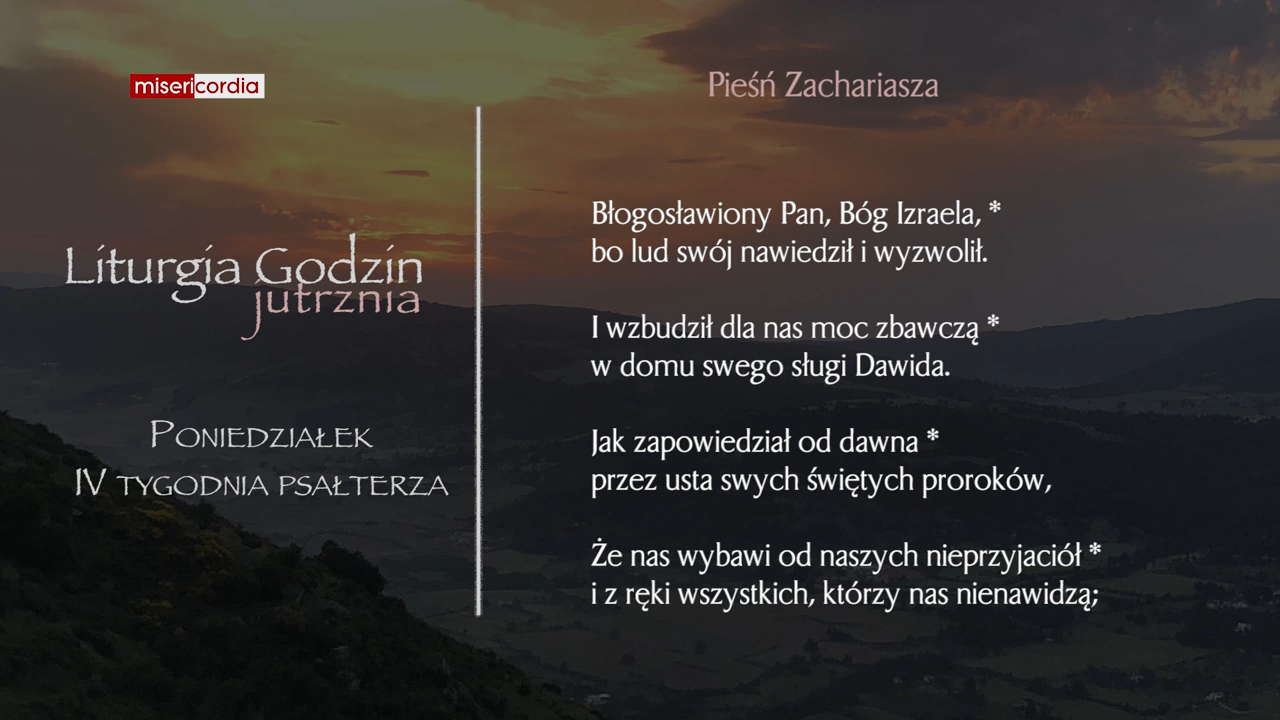 misericordia
Liturgia Godzin
jutrznia
Poniedziałek
IV tygodnia psałterza
Pieśń Zachariasza
Błogosławiony Pan, Bóg Izraela, *
bo lud swój nawiedził i wyzwolił.
I wzbudził dla nas moc zbawczą *
w domu swego sługi Dawida.
Jak zapowiedział od dawna *
przez usta swych świętych proroków,
Że nas wybawi od naszych nieprzyjaciół *
i z ręki wszystkich, którzy nas nienawidzą;